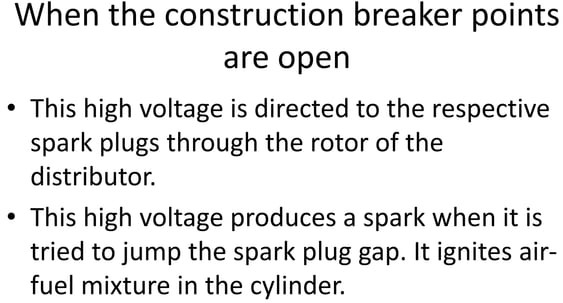 When the construction breaker points
are open
• This high voltage is directed to the respective
spark plugs through the rotor of the
distributor.
• This high voltage produces a spark when it is
tried to jump the spark plug gap. It ignites air-
fuel mixture in the cylinder.